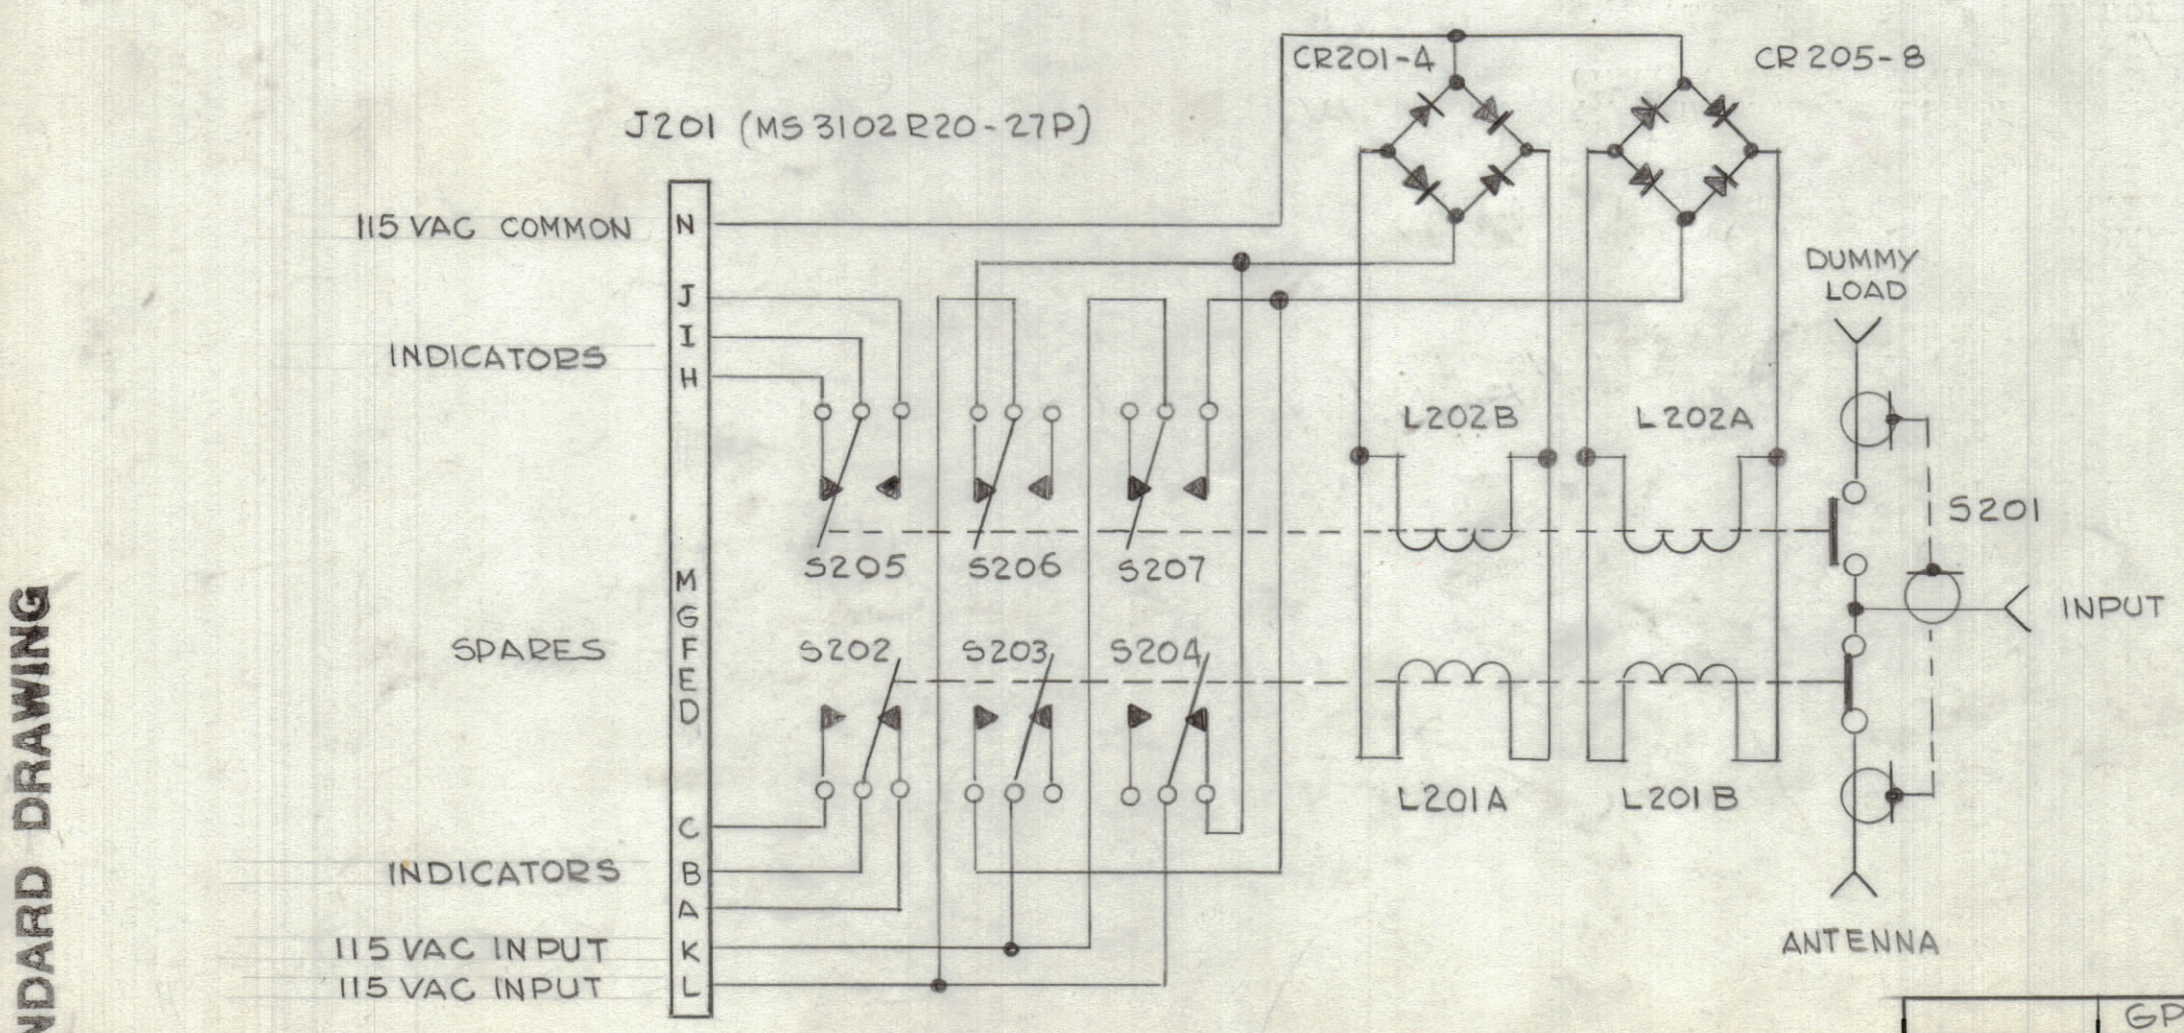 CR201-4
CR 205-8
J201 (MS3102R20-27P)
115 VAC COMMON
N
J
I
H
INDICATORS
DUMMY
LOAD
L202B
L202A
S201
S205
S206
S207
M
G
F
E
D
SPARES
INPUT
S202
S203
S204
L201A
L201B
C
B
A
K
L
INDICATORS
115 VAC INPUT
115 VAC INPUT
ANTENNA
NDARD DRAWING
GP